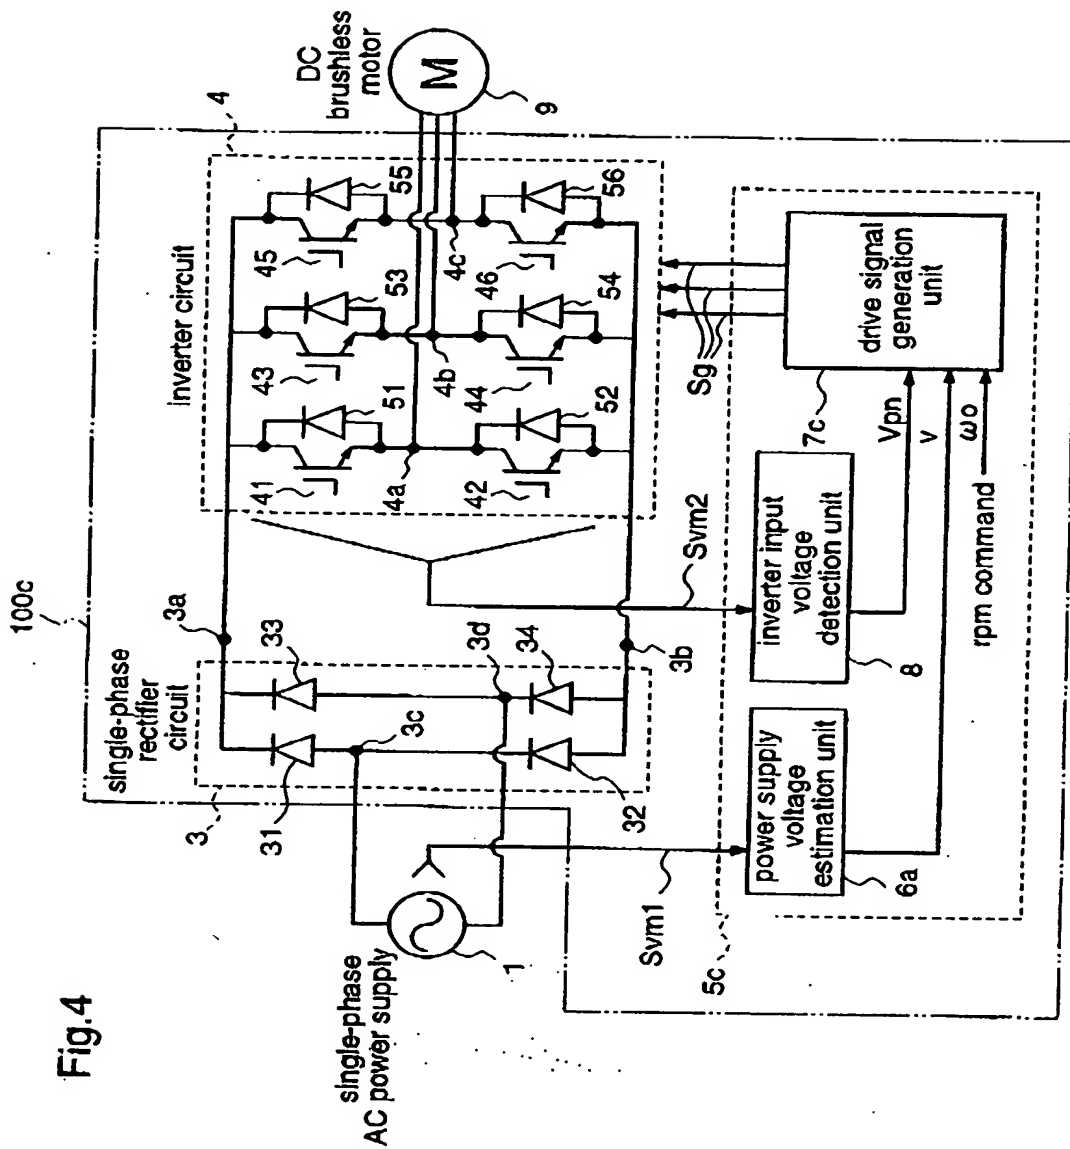 Fig.4
100c
single-phase
rectifier
circuit
3
31
33
3a
3c
3d
32
34
3b
single-phase
AC power supply
1
inverter circuit
4
41
51
43
53
45
55
4a
4b
4c
42
52
44
54
46
56
DC
brushless
motor
M
9
Svm1
Svm2
Sg
5c
power supply
voltage
estimation unit
6a
inverter input
voltage
detection unit
8
drive signal
generation
unit
7c
Vpn
v
ωo
rpm command